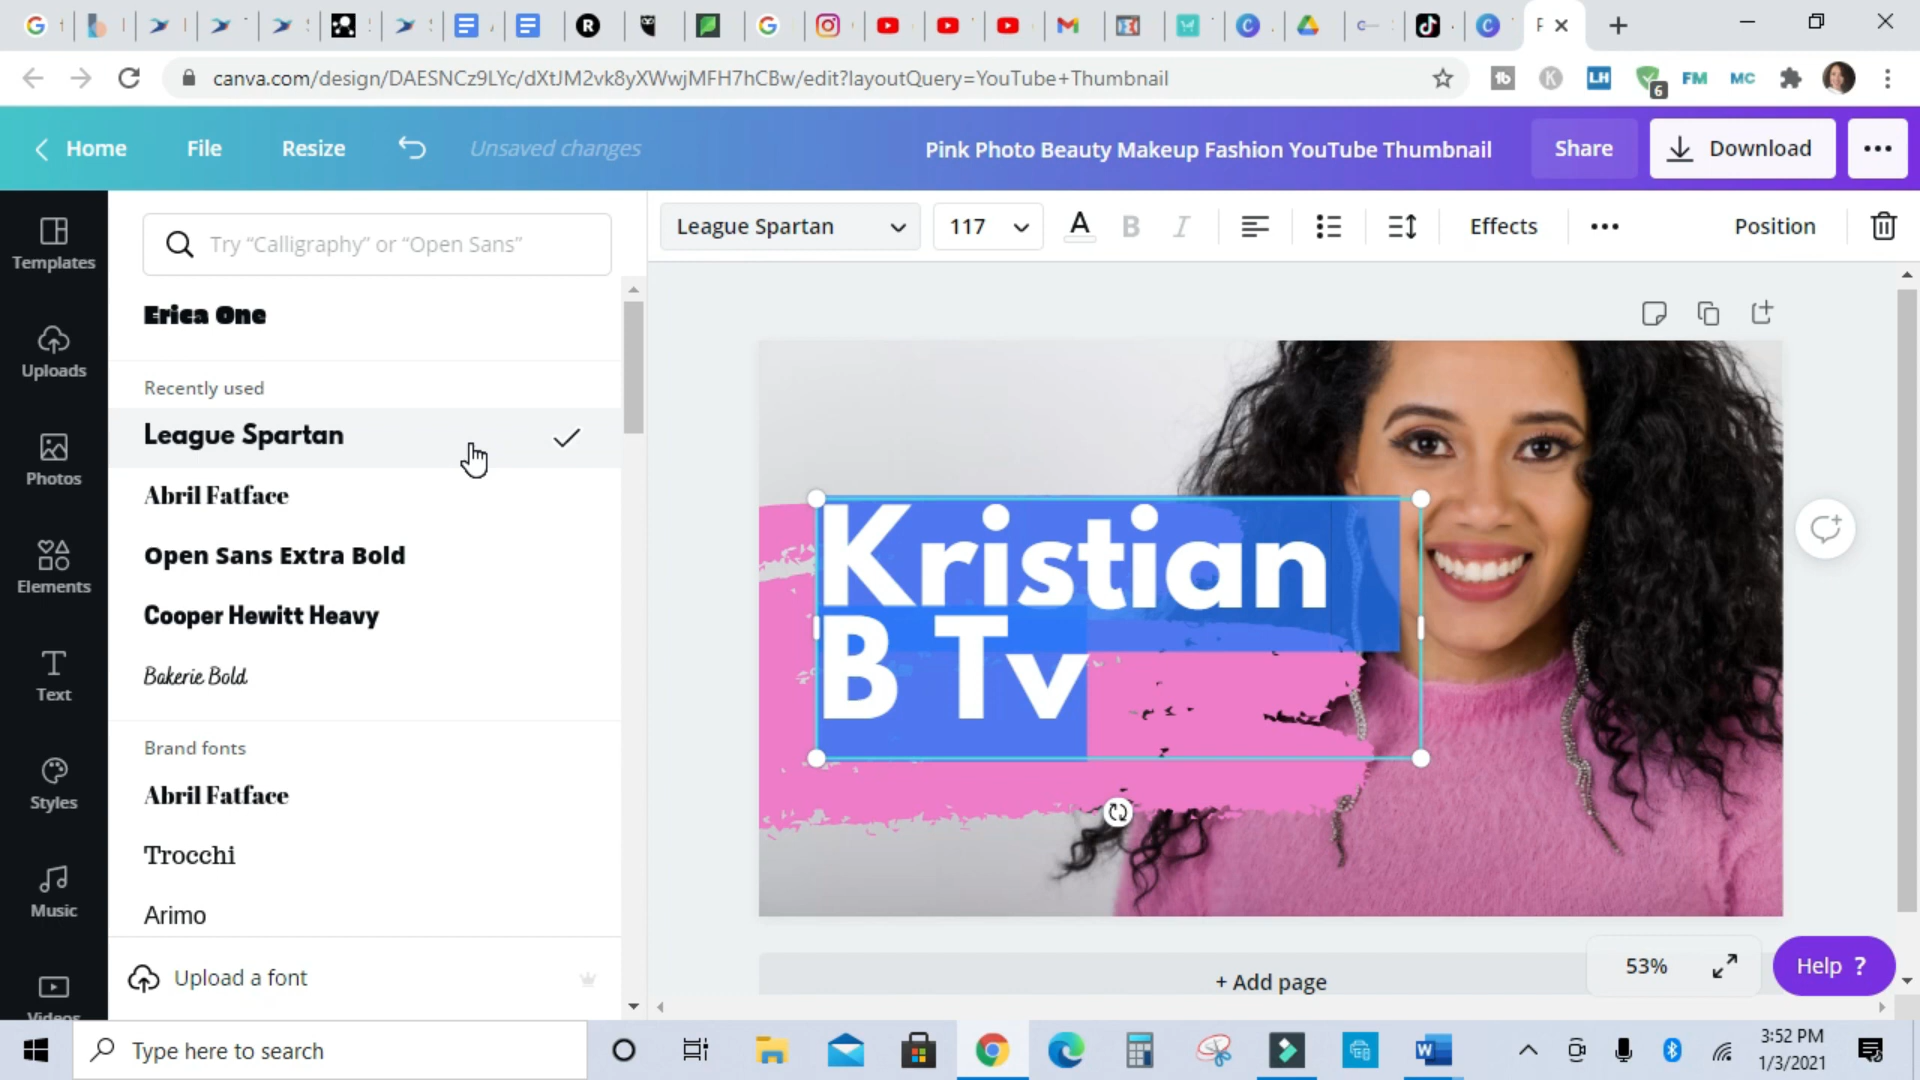 canva.com/design/DAESNCz9LYc/dXtJM2vk8yXWwjMFH7hCBw/edit?layoutQuery=YouTube+Thumbnail
6
FM
MC
Home
File
Resize
Unsaved changes
Pink Photo Beauty Makeup Fashion YouTube Thumbnail
Share
Download
Templates
Uploads
Photos
Elements
Text
Styles
Music
Videos
Try “Calligraphy” or “Open Sans”
Erica One
Recently used
League Spartan
Abril Fatface
Open Sans Extra Bold
Cooper Hewitt Heavy
Bakerie Bold
Brand fonts
Abril Fatface
Trocchi
Arimo
Upload a font
League Spartan
117
A
B
I
Effects
Position
Kristian
B Tv
+ Add page
53%
Help ?
Type here to search
3:52 PM
1/3/2021